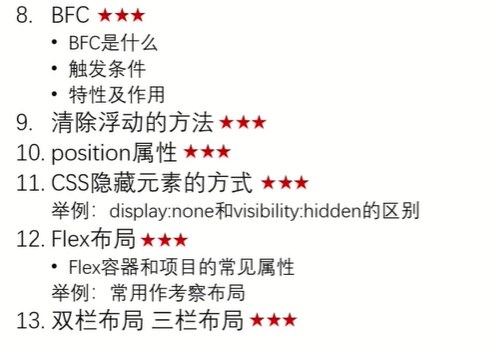 8. BFC ★★★
• BFC是什么
• 触发条件
• 特性及作用
9. 清除浮动的方法★★★
10. position属性★★★
11. CSS隐藏元素的方式 ★★★
举例：display:none和visibility:hidden的区别
12. Flex布局★★★
• Flex容器和项目的常见属性
举例：常用作考察布局
13. 双栏布局 三栏布局★★★